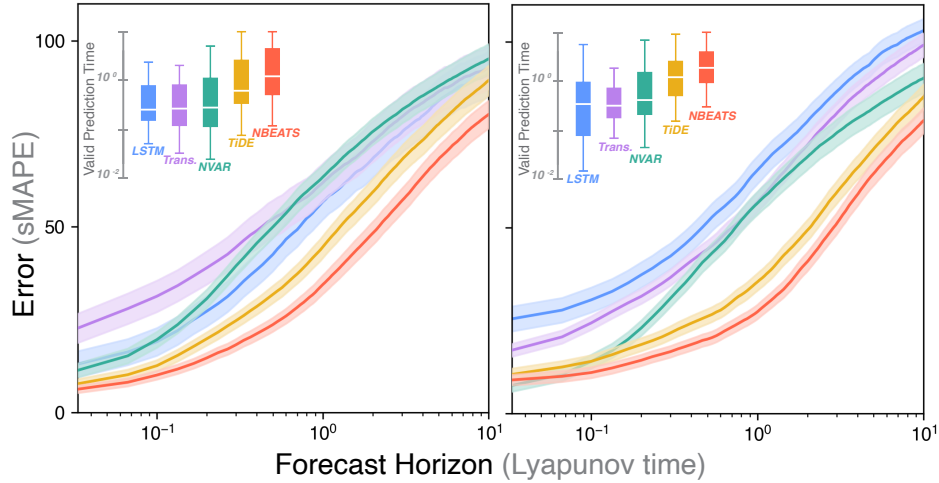 Error (sMAPE)
100
50
0
Valid Prediction Time
10⁰
10⁻²
LSTM
Trans.
NVAR
TiDE
NBEATS
10⁻¹
10⁰
10¹
Valid Prediction Time
10⁰
10⁻²
LSTM
Trans.
NVAR
TiDE
NBEATS
10⁻¹
10⁰
10¹
Forecast Horizon (Lyapunov time)